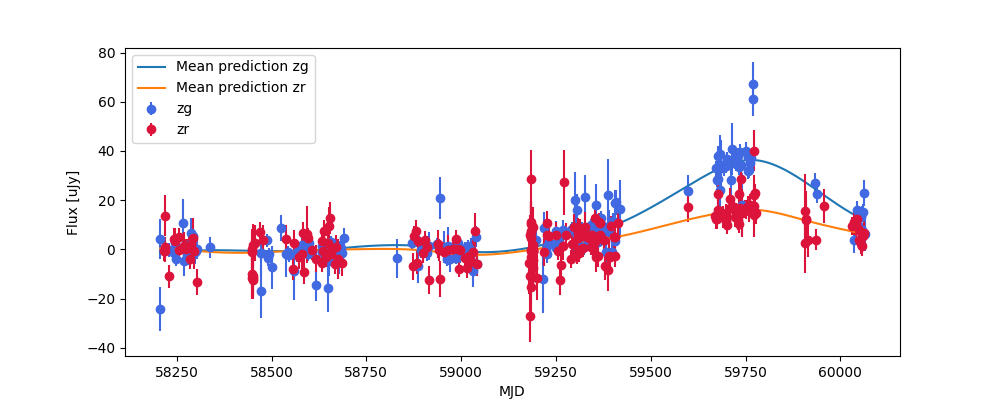 80
60
40
20
0
−20
−40
Flux [uJy]
Mean prediction zg
Mean prediction zr
zg
zr
58250
58500
58750
59000
59250
59500
59750
60000
MJD